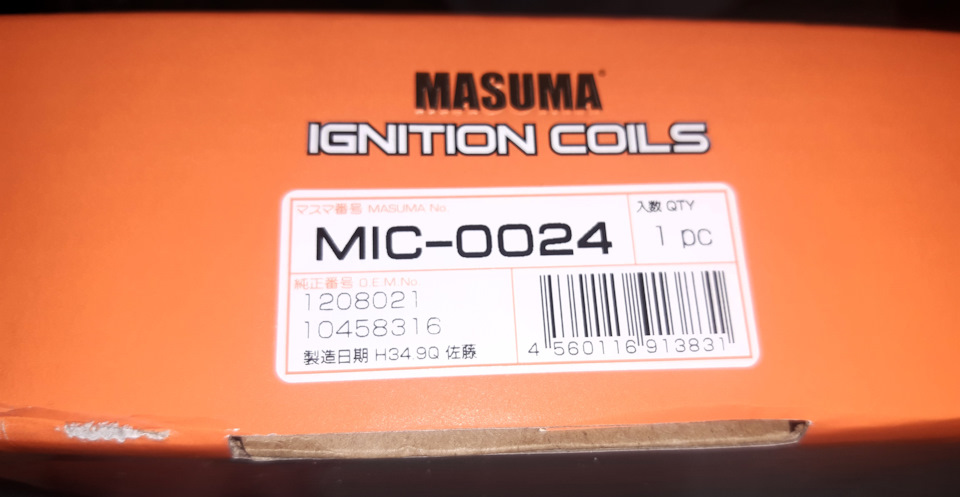 MASUMA®
IGNITION COILS
マスマ番号 MASUMA No.
入数 QTY
MIC-0024
1 pc
純正番号 O.E.M.No.
1208021
10458316
製造日期 H34.9Q 佐藤
4 560116 913831